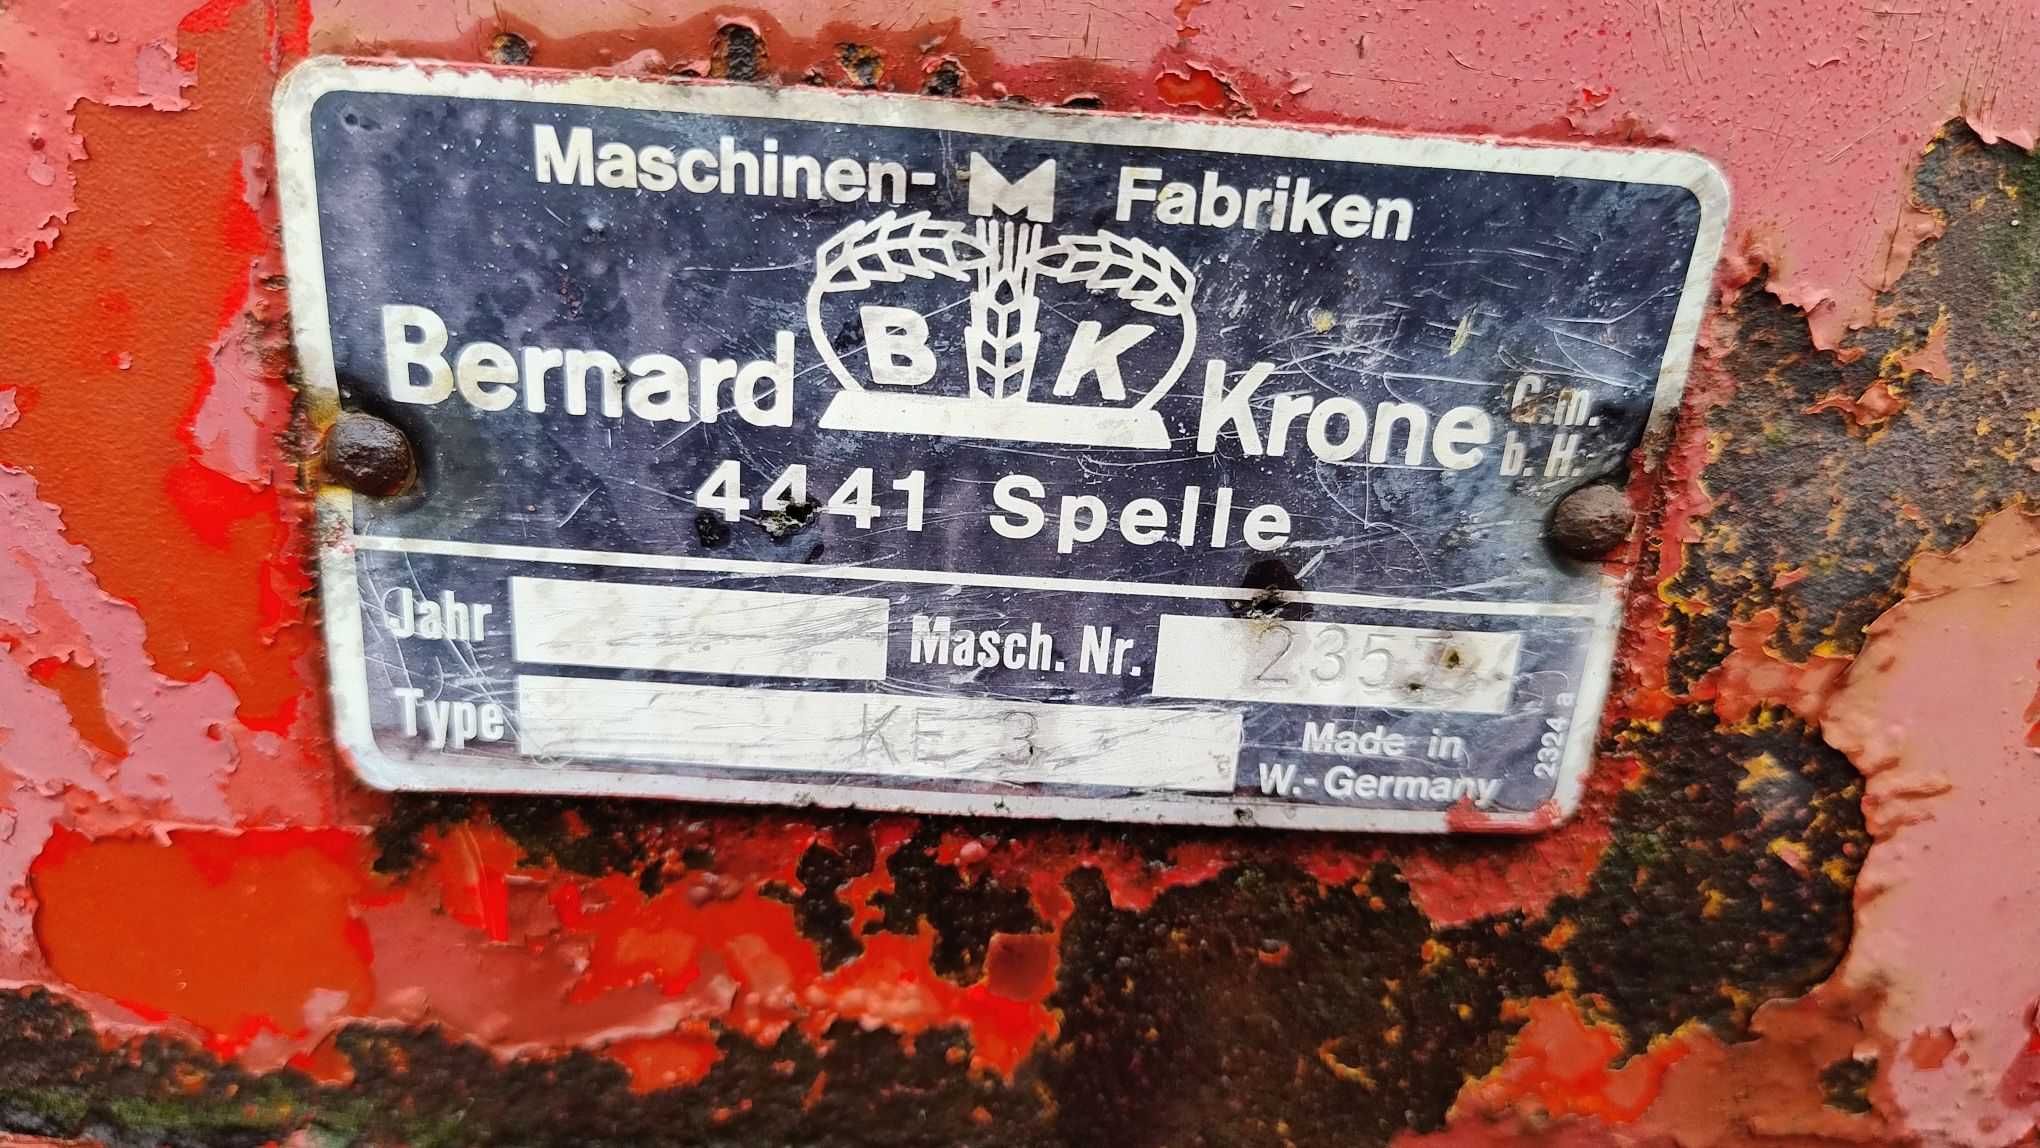 Maschinen- M Fabriken
Bernard B K Krone G.m.
b.H.
4441 Spelle
Jahr
Masch. Nr.
Type KE 3
Made in
W.-Germany
2324 a